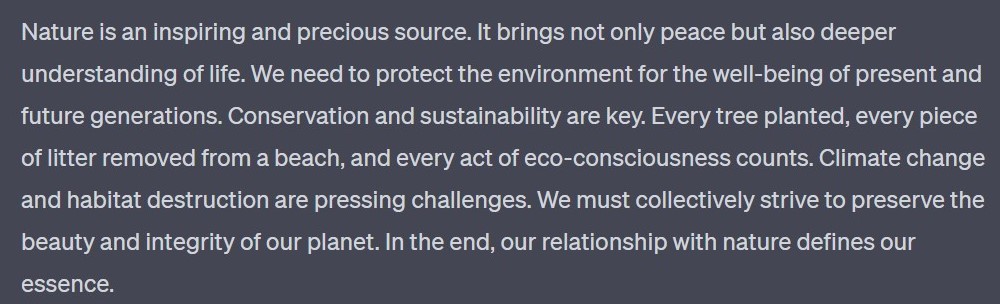 Nature is an inspiring and precious source. It brings not only peace but also deeper
understanding of life. We need to protect the environment for the well-being of present and
future generations. Conservation and sustainability are key. Every tree planted, every piece
of litter removed from a beach, and every act of eco-consciousness counts. Climate change
and habitat destruction are pressing challenges. We must collectively strive to preserve the
beauty and integrity of our planet. In the end, our relationship with nature defines our
essence.